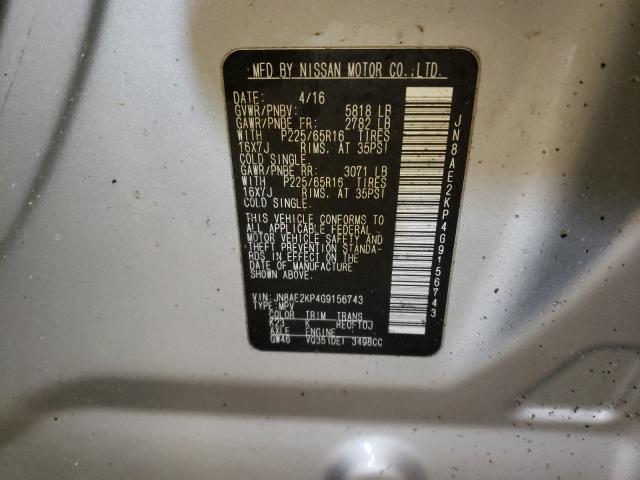 MFD BY NISSAN MOTOR CO.,LTD.
DATE: 4/16
GVWR/PNBV: 5818 LB
GAWR/PNBE FR: 2782 LB
WITH P225/65R16 TIRES
16X7J RIMS. AT 35PSI
COLD SINGLE.
GAWR/PNBE RR: 3071 LB
WITH P225/65R16 TIRES
16X7J RIMS. AT 35PSI
COLD SINGLE.
THIS VEHICLE CONFORMS TO
ALL APPLICABLE FEDERAL
MOTOR VEHICLE SAFETY AND
THEFT PREVENTION STANDA-
RDS IN EFFECT ON THE
DATE OF MANUFACTURE
SHOWN ABOVE.
VIN:JN8AE2KP4G9156743
TYPE:MPV
COLOR TRIM TRANS
K23 K RE0F10J
AXLE ENGINE
GW46 VQ35(DE) 3498CC
JN8AE2KP4G9156743